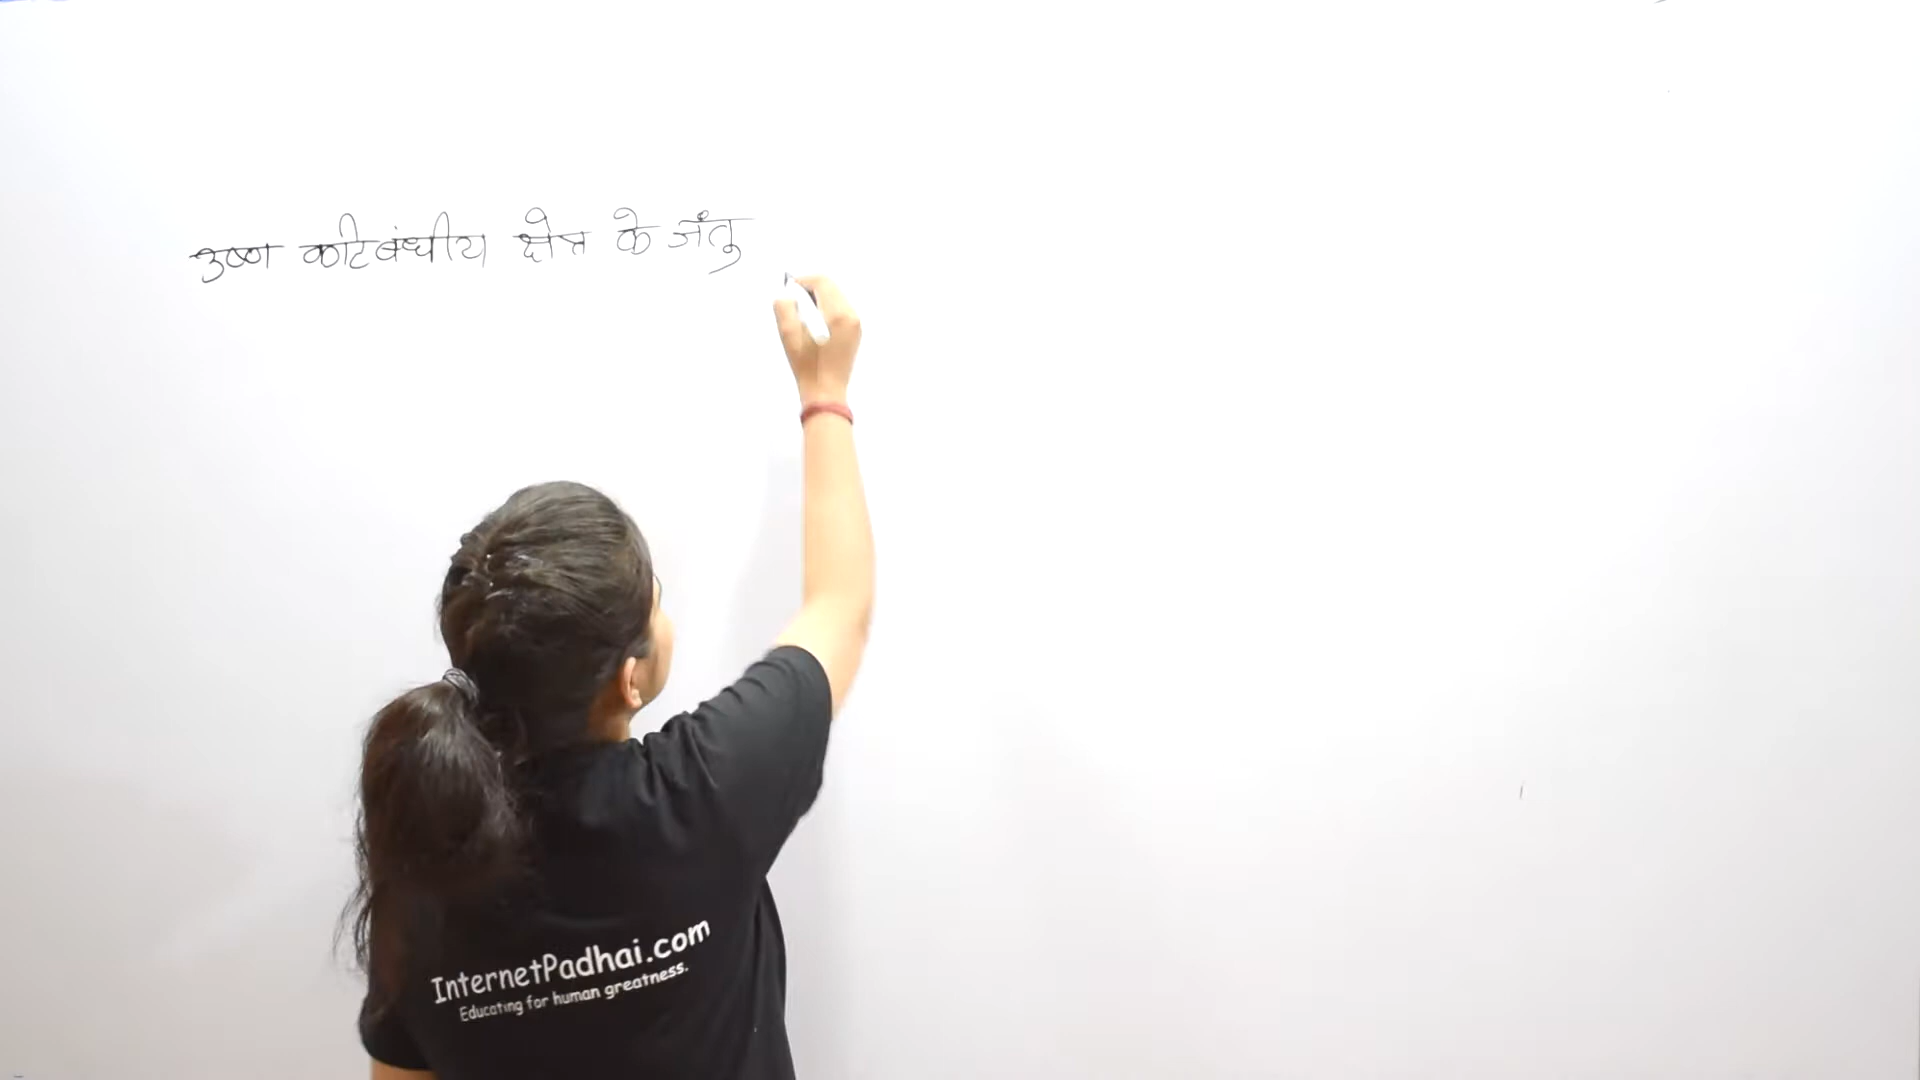 उष्ण कटिबंधीय क्षेत्र के जंतु
InternetPadhai.com
Educating for human greatness.